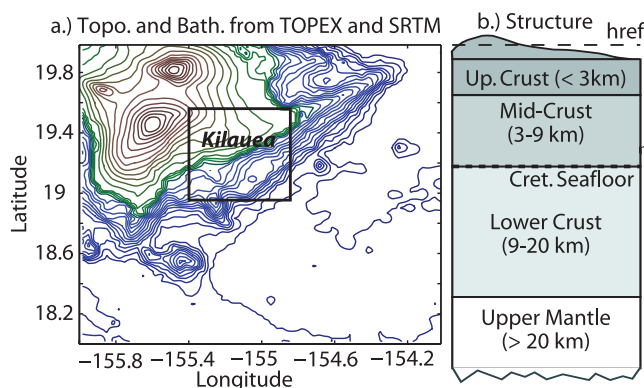 a.) Topo. and Bath. from TOPEX and SRTM
19.8
19.4
19
18.6
18.2
Latitude
Kilauea
−155.8
−155.4
−155
−154.6
−154.2
Longitude
b.) Structure
href
Up. Crust (< 3km)
Mid-Crust
(3-9 km)
Cret. Seafloor
Lower Crust
(9-20 km)
Upper Mantle
(> 20 km)